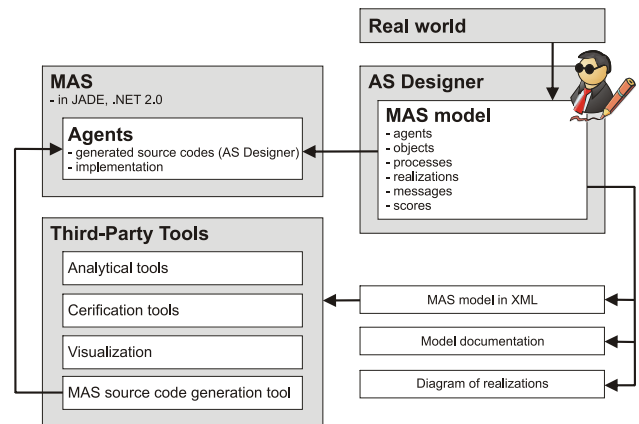 Real world
MAS
- in JADE, .NET 2.0
Agents
- generated source codes (AS Designer)
- implementation
AS Designer
MAS model
- agents
- objects
- processes
- realizations
- messages
- scores
Third-Party Tools
Analytical tools
Cerification tools
Visualization
MAS source code generation tool
MAS model in XML
Model documentation
Diagram of realizations